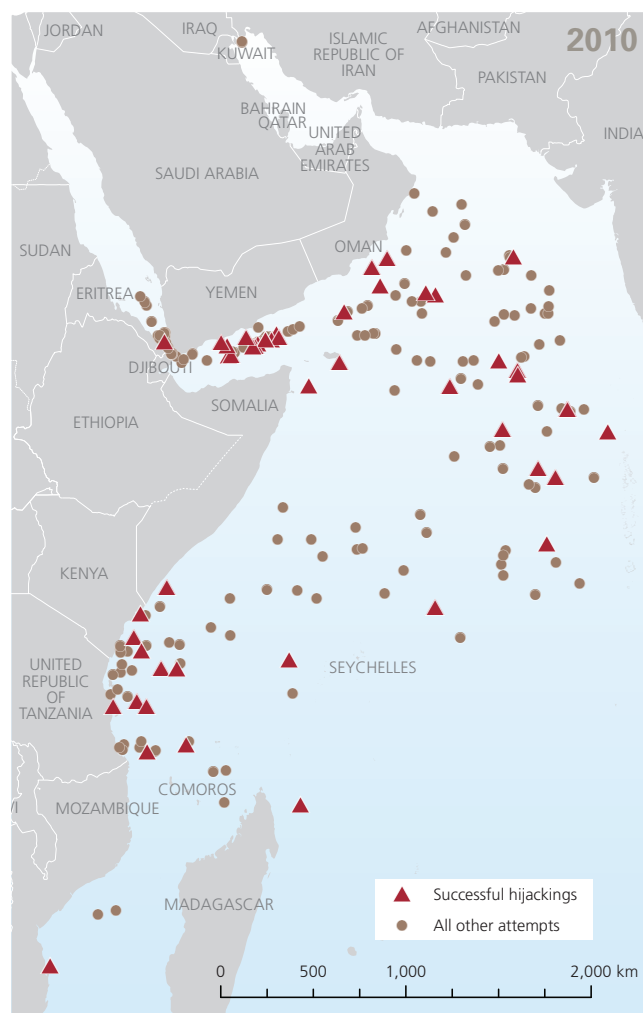 2010
JORDAN
IRAQ
KUWAIT
ISLAMIC
REPUBLIC OF
IRAN
AFGHANISTAN
PAKISTAN
INDIA
BAHRAIN
QATAR
UNITED
ARAB
EMIRATES
SAUDI ARABIA
OMAN
SUDAN
ERITREA
YEMEN
DJIBOUTI
SOMALIA
ETHIOPIA
KENYA
UNITED
REPUBLIC
OF
TANZANIA
SEYCHELLES
COMOROS
MOZAMBIQUE
MADAGASCAR
Successful hijackings
All other attempts
0 500 1,000 2,000 km